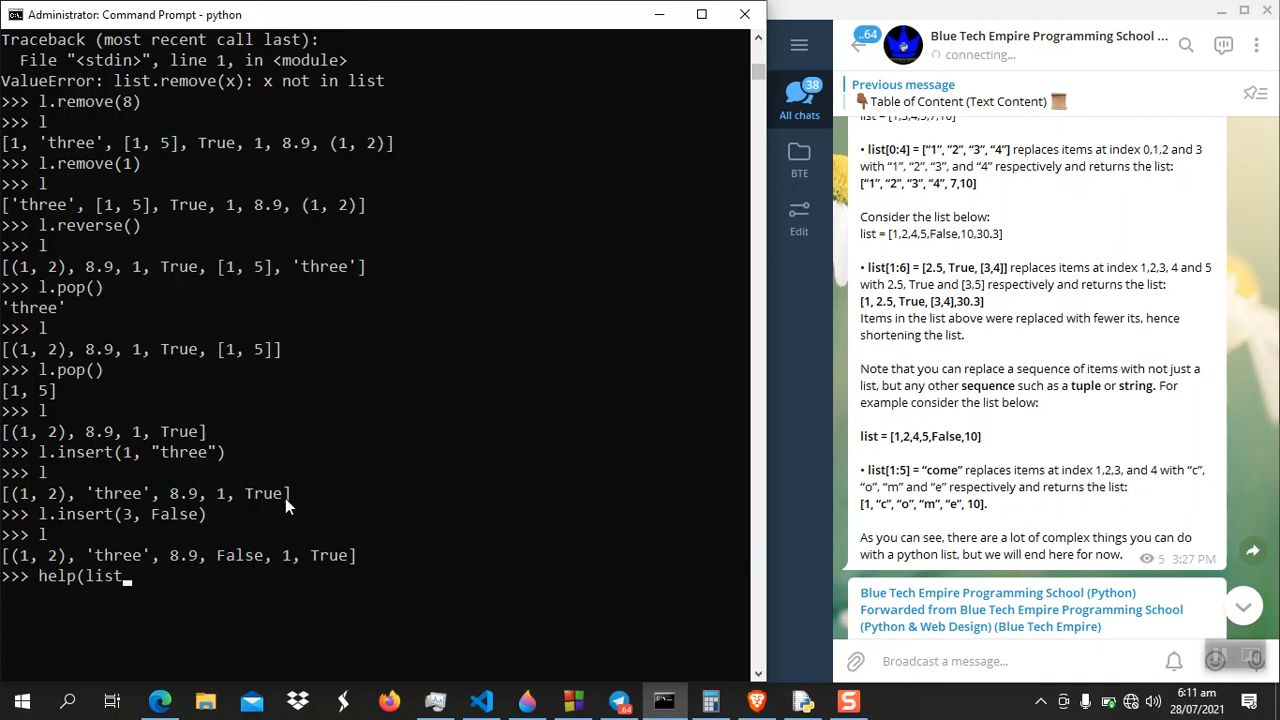 Administrator: Command Prompt - python
Traceback (most recent call last):
  File "<stdin>", line 1, in <module>
ValueError: list.remove(x): x not in list
>>> l.remove(8)
>>> l
[1, 'three', [1, 5], True, 1, 8.9, (1, 2)]
>>> l.remove(1)
>>> l
['three', [1, 5], True, 1, 8.9, (1, 2)]
>>> l.reverse()
>>> l
[(1, 2), 8.9, 1, True, [1, 5], 'three']
>>> l.pop()
'three'
>>> l
[(1, 2), 8.9, 1, True, [1, 5]]
>>> l.pop()
[1, 5]
>>> l
[(1, 2), 8.9, 1, True]
>>> l.insert(1, "three")
>>> l
[(1, 2), 'three', 8.9, 1, True]
>>> l.insert(3, False)
>>> l
[(1, 2), 'three', 8.9, False, 1, True]
>>> help(list
..64
38
All chats
BTE
Edit
..64
Blue Tech Empire Programming School ...
connecting...
Previous message
Table of Content (Text Content)
list = [1,3,4,5,7,10]
• list[0:4] = [“1”, “2”, “3”, “4”] replaces items at index 0,1,2 and 3
with “1”, “2”, “3”, and “4” respectively and returns the list:
[“1”, “2”, “3”, “4”, 7,10]
Consider the list below:
list = [1,2,4,5,False,10,30.3]
• list[1:6] = [2.5, True, [3,4]] replaces items at index 1,2,3, 4 and 5
with 2.5, True and [3,5] respectively and returns the list:
[1, 2.5, True, [3,4],30.3]
Items in the list above were replaced with fewer its, hence
shortening the list.
Note that you can replace a sequence of items with not just a
list, but any other sequence such as a tuple or string. For
example consider the list below:
list = [1,2,4,5,False,10]
• list[1:5] = “come” replaces items at index 1,2,3, and 4 with “c”,
“o”, “m” and “e” respectively and returns the list:
[1, “c”, “o”, “m”, “e”, 10].
As you can see, there are a lot of complex things you can do
with a python list, but we will end here for now.
5 3:27 PM
Blue Tech Empire Programming School (Python)
Forwarded from Blue Tech Empire Programming School
(Python & Web Design) (Blue Tech Empire)
Broadcast a message...
.64
6:11 am
28/07/2021